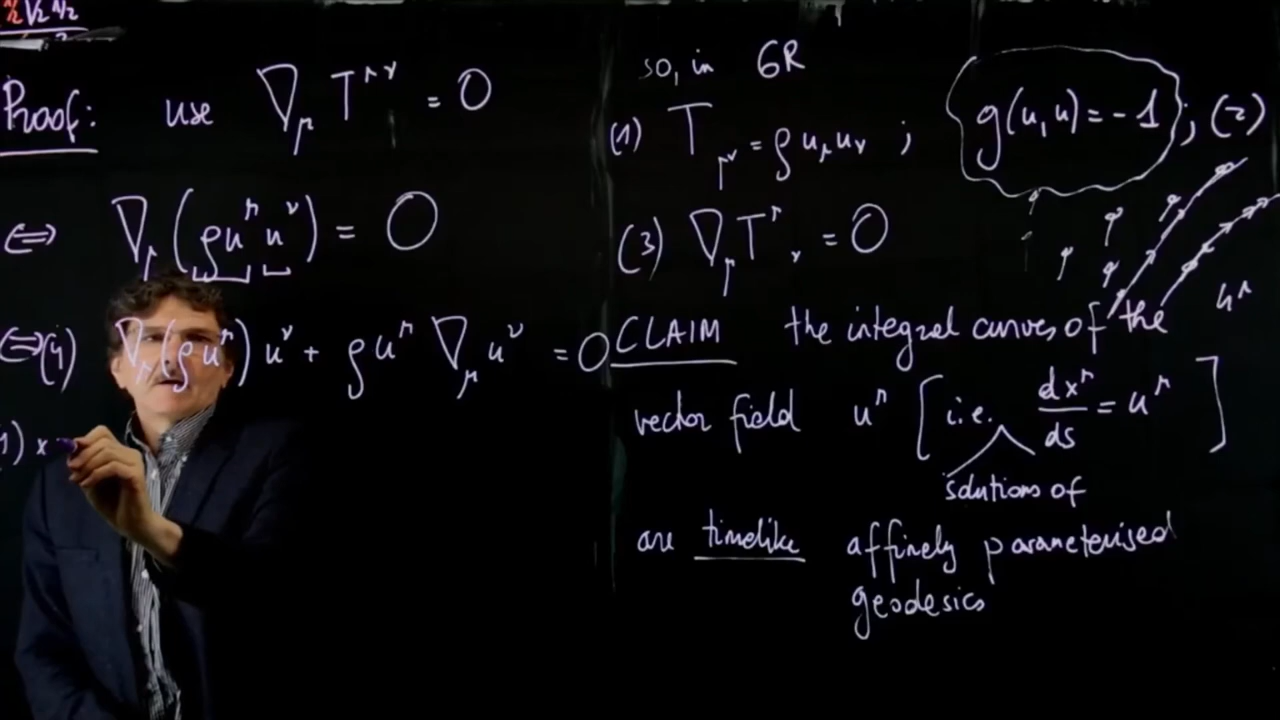 Proof: use ∇_μ T^{μν} = 0
⇔ ∇_μ (ρu^μ u^ν) = 0
⇔ (4) ∇_μ(ρu^μ) u^ν + ρu^μ ∇_μ u^ν = 0
) ×
so, in GR
(1) T_{μν} = ρ u_μ u_ν ; g(u,u) = -1 ; (2)
(3) ∇_μ T^μ_ν = 0
u^μ
CLAIM the integral curves of the
vector field u^μ [i.e. dx^μ/ds = u^μ]
solutions of
are timelike affinely parameterised
geodesics